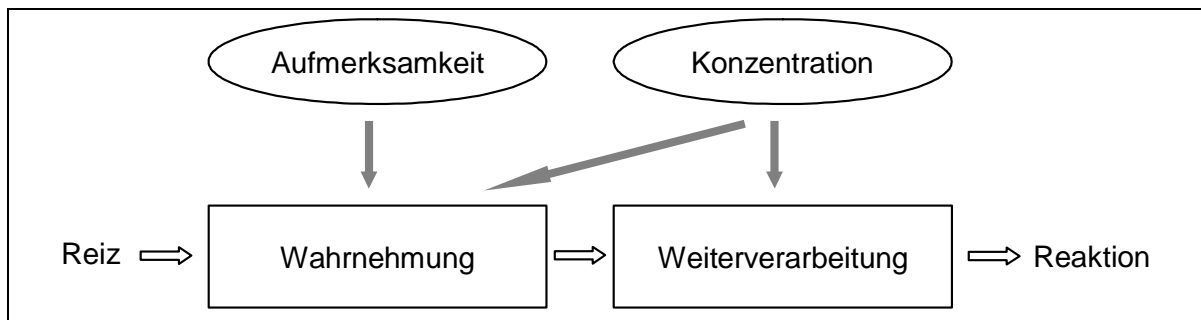 Aufmerksamkeit
Konzentration
Reiz
Wahrnehmung
Weiterverarbeitung
Reaktion